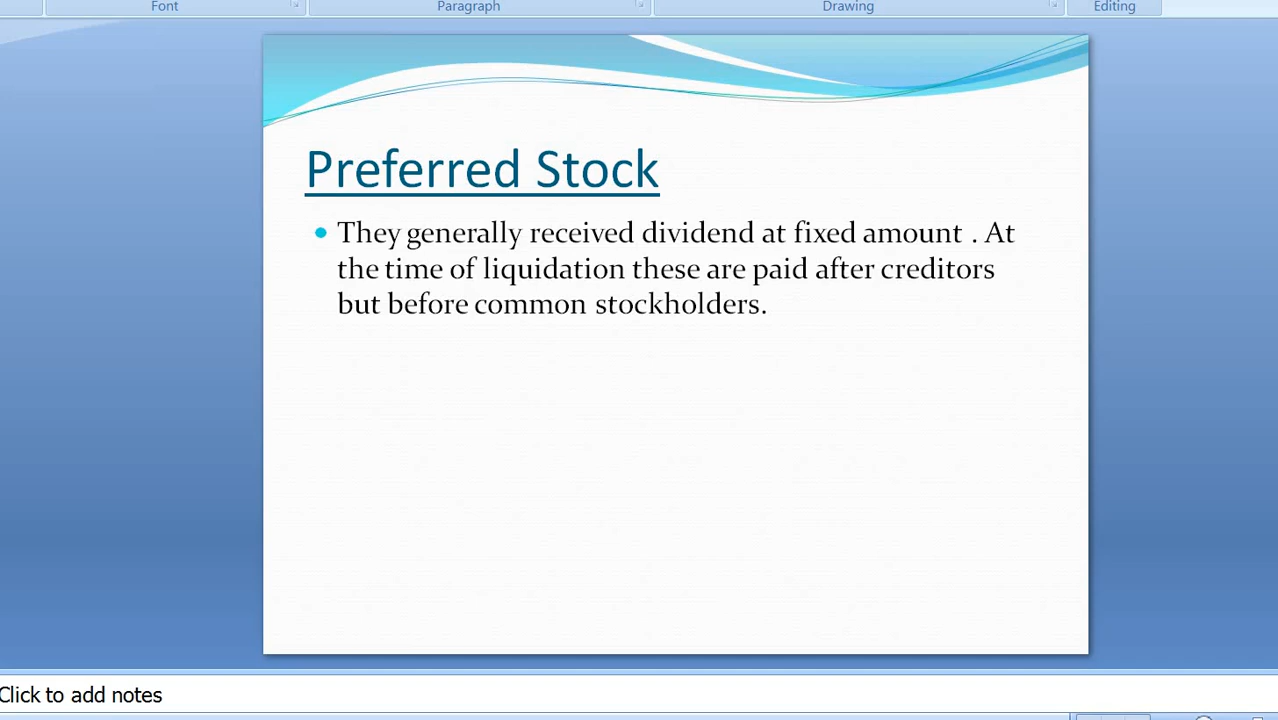 Font Paragraph Drawing Editing
Preferred Stock
They generally received dividend at fixed amount . At
the time of liquidation these are paid after creditors
but before common stockholders.
Click to add notes